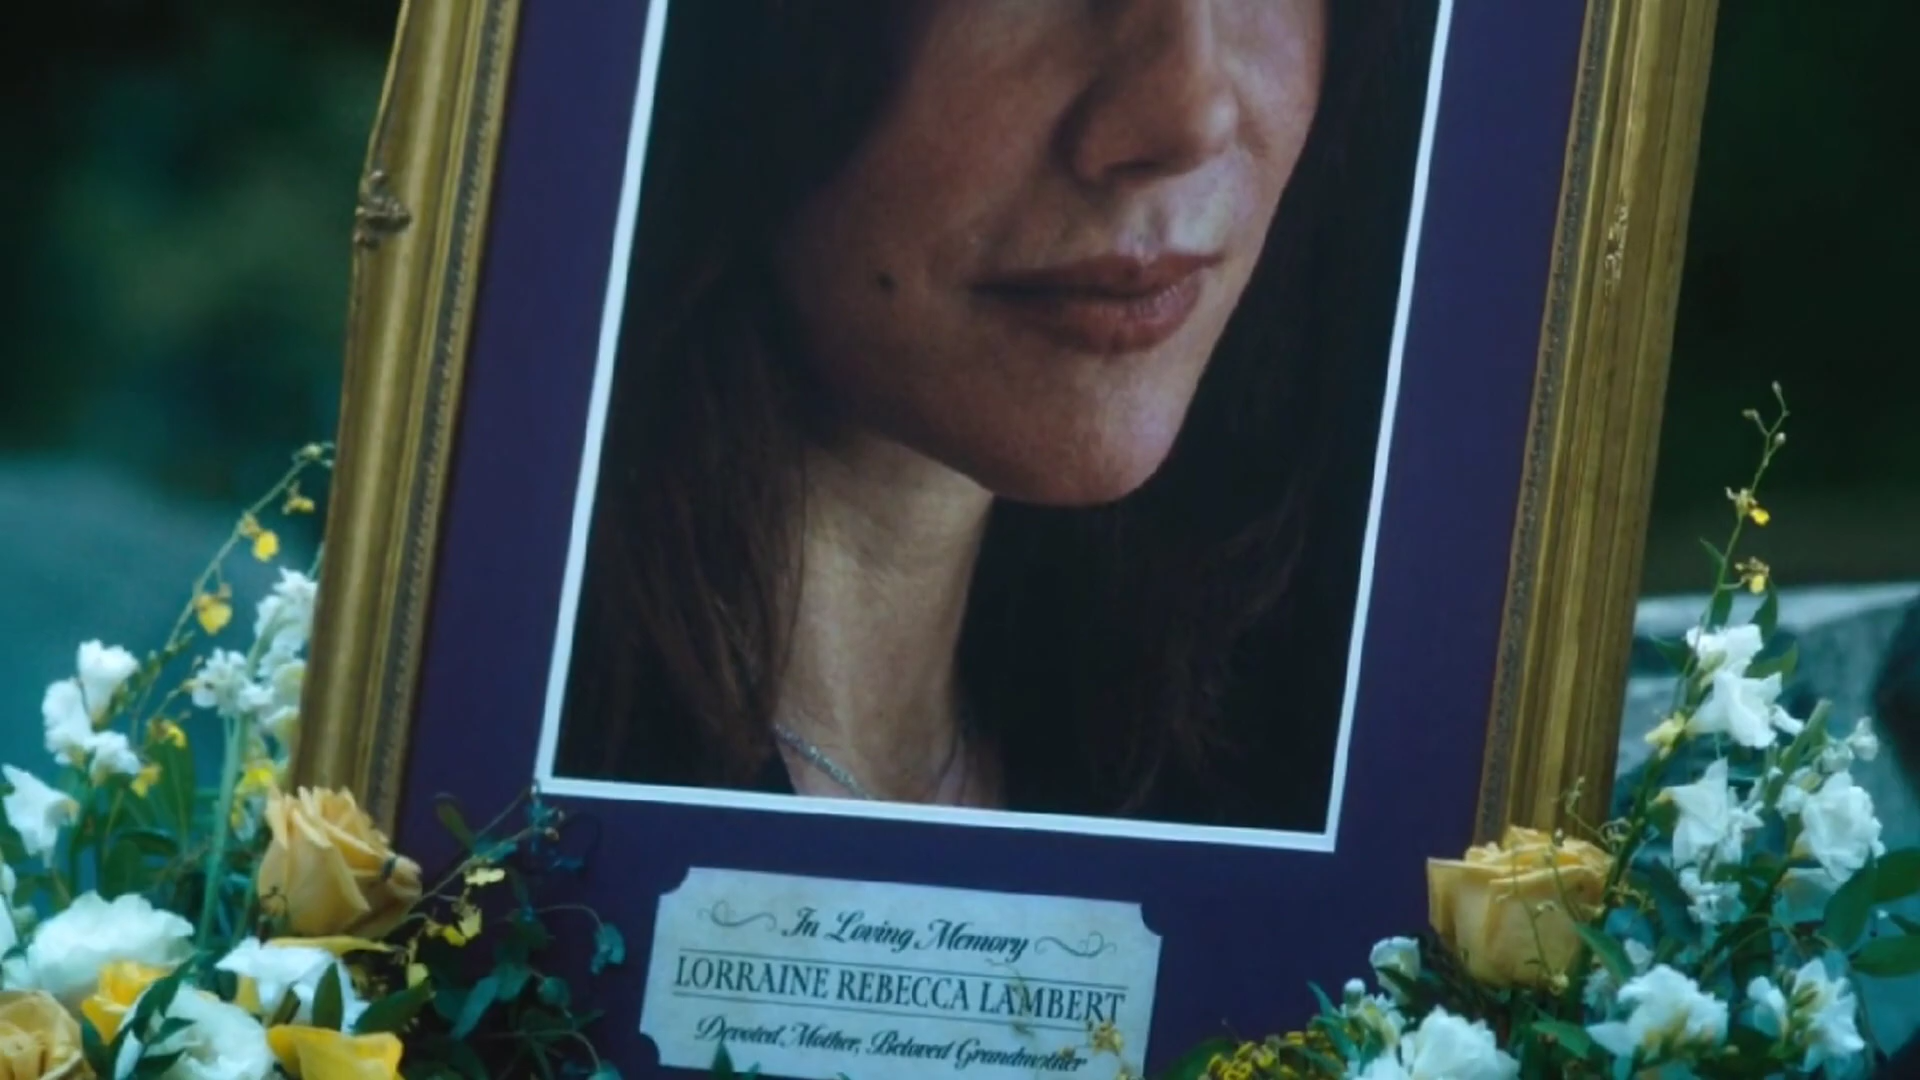 In Loving Memory
LORRAINE REBECCA LAMBERT
Devoted Mother, Beloved Grandmother